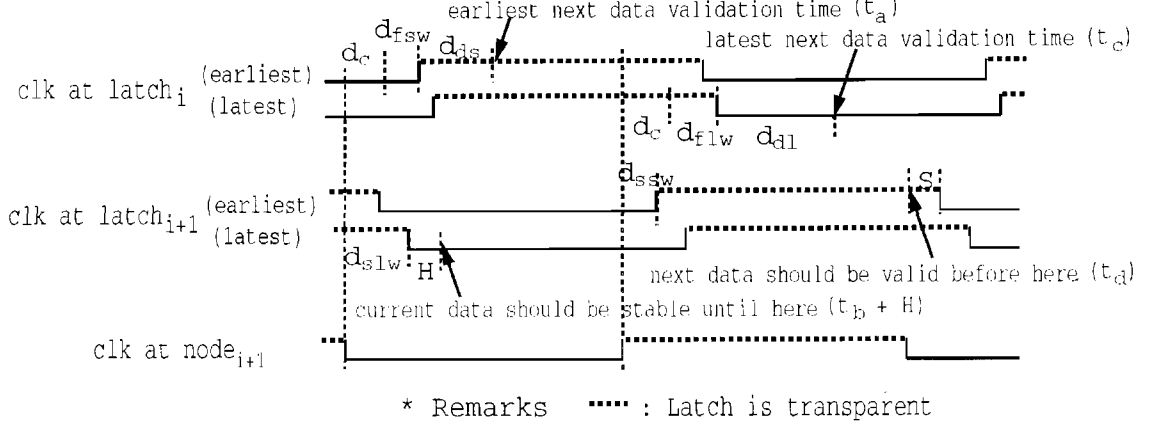 earliest next data validation time (t_a)
latest next data validation time (t_c)
d_c d_fsw d_ds
clk at latch_i (earliest)
(latest)
d_c d_flw d_dl
d_ssw S
clk at latch_i+1 (earliest)
(latest)
d_slw H
next data should be valid before here (t_d)
current data should be stable until here (t_b + H)
clk at node_i+1
* Remarks : Latch is transparent